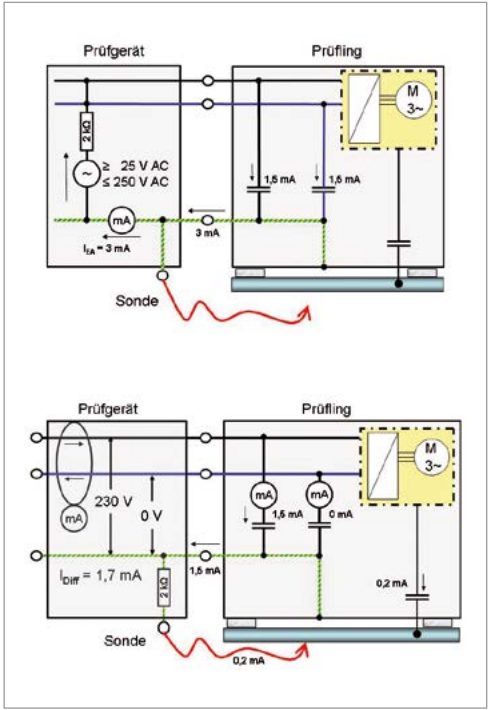 Prüfgerät
Prüfling
M
3~
2 kΩ
≥ 25 V AC
~
≤ 250 V AC
1,5 mA
1,5 mA
mA
I_EA = 3 mA
3 mA
Sonde
Prüfgerät
Prüfling
M
3~
mA
mA
230 V
0 V
mA
1,5 mA
0 mA
I_Diff = 1,7 mA
1,5 mA
2 kΩ
0,2 mA
Sonde
0,2 mA